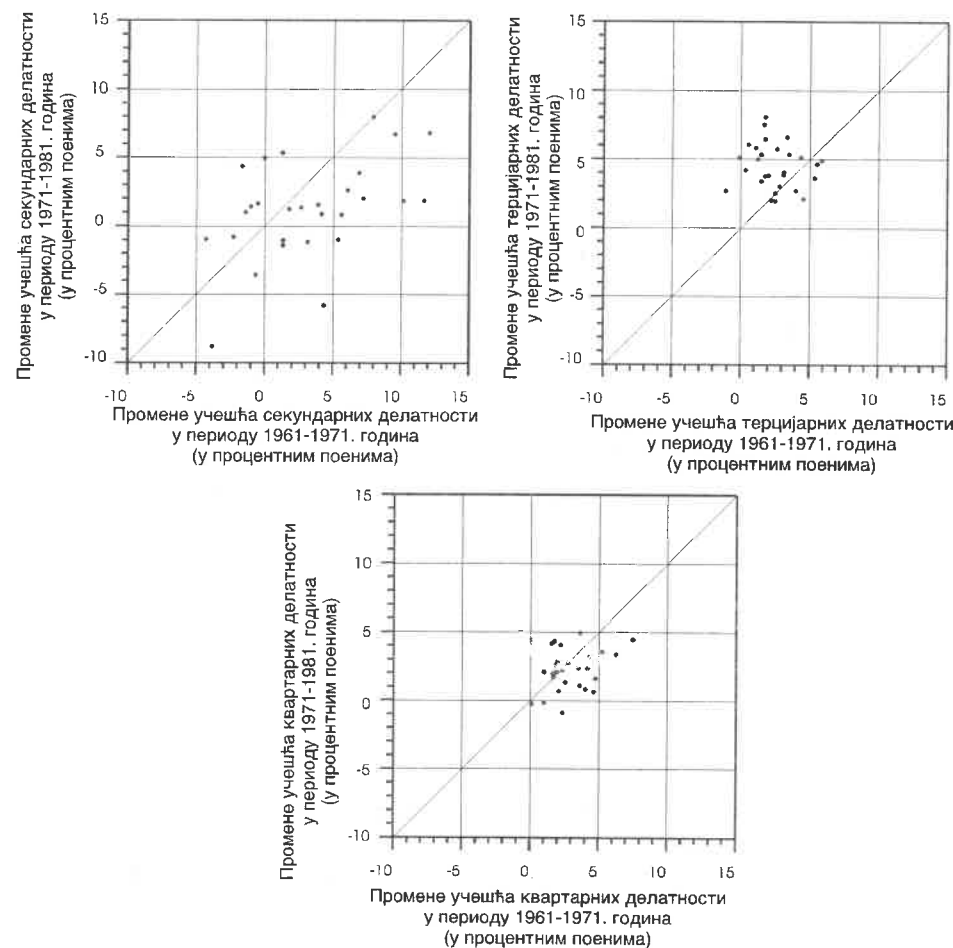 Промене учешћа секундарних делатности
у периоду 1971-1981. година
(у процентним поенима)
15
10
5
0
-5
-10
-10
-5
0
5
10
15
Промене учешћа секундарних делатности
у периоду 1961-1971. година
(у процентним поенима)
Промене учешћа терцијарних делатности
у периоду 1971-1981. година
(у процентним поенима)
15
10
5
0
-5
-10
-10
-5
0
5
10
15
Промене учешћа терцијарних делатности
у периоду 1961-1971. година
(у процентним поенима)
Промене учешћа квартарних делатности
у периоду 1971-1981. година
(у процентним поенима)
15
10
5
0
-5
-10
-10
-5
0
5
10
15
Промене учешћа квартарних делатности
у периоду 1961-1971. година
(у процентним поенима)